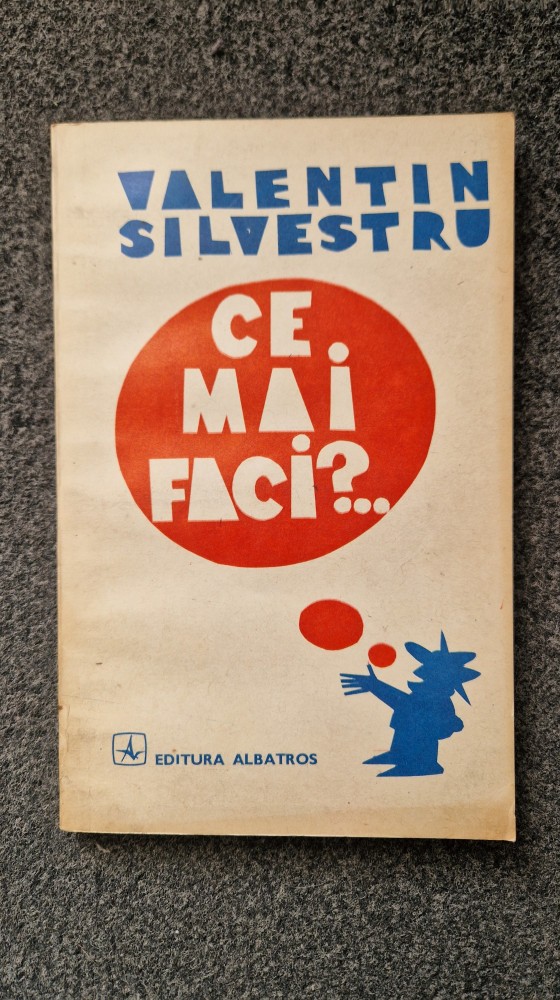 VALENTIN
SILVESTRU
CE
MAi
FACi?...
EDITURA ALBATROS